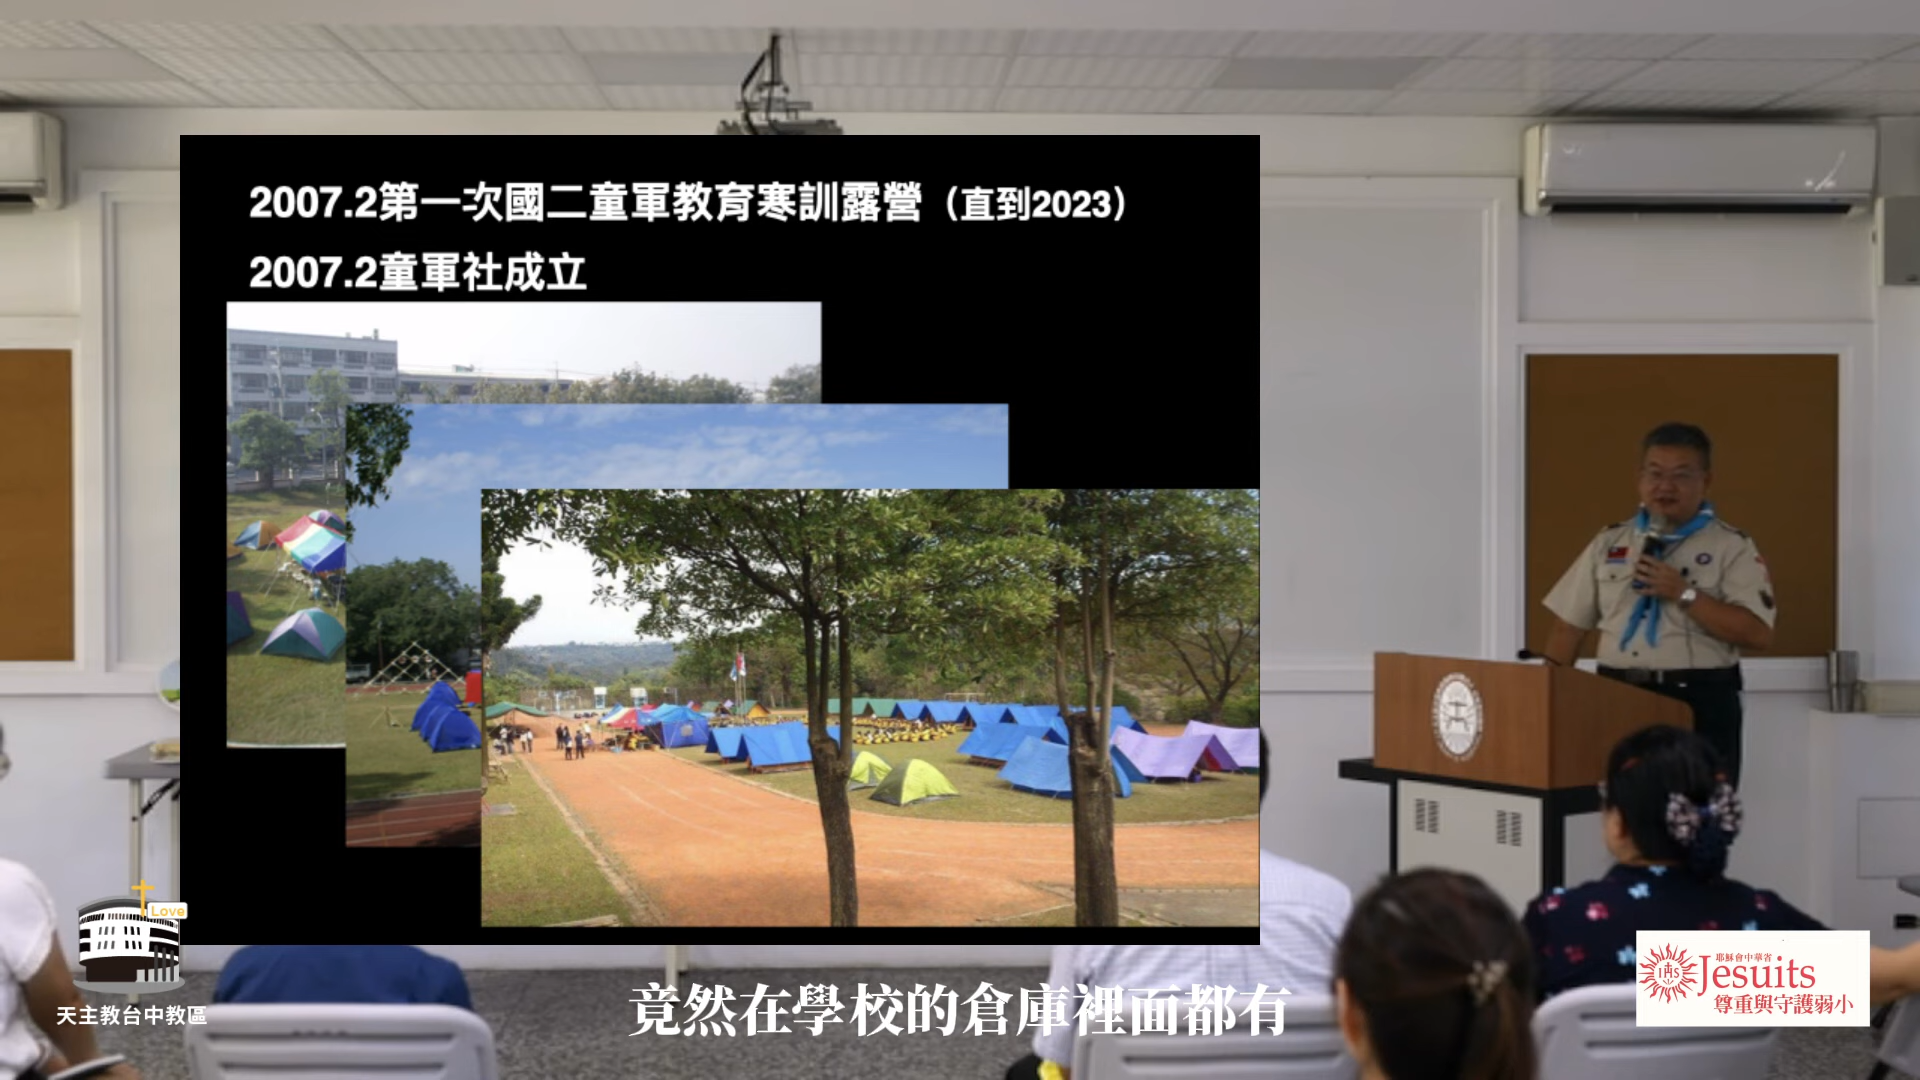 2007.2第一次國二童軍教育寒訓露營（直到2023）
2007.2童軍社成立
Love
天主教台中教區
竟然在學校的倉庫裡面都有
IHS
耶穌會中華省
Jesuits
尊重與守護弱小